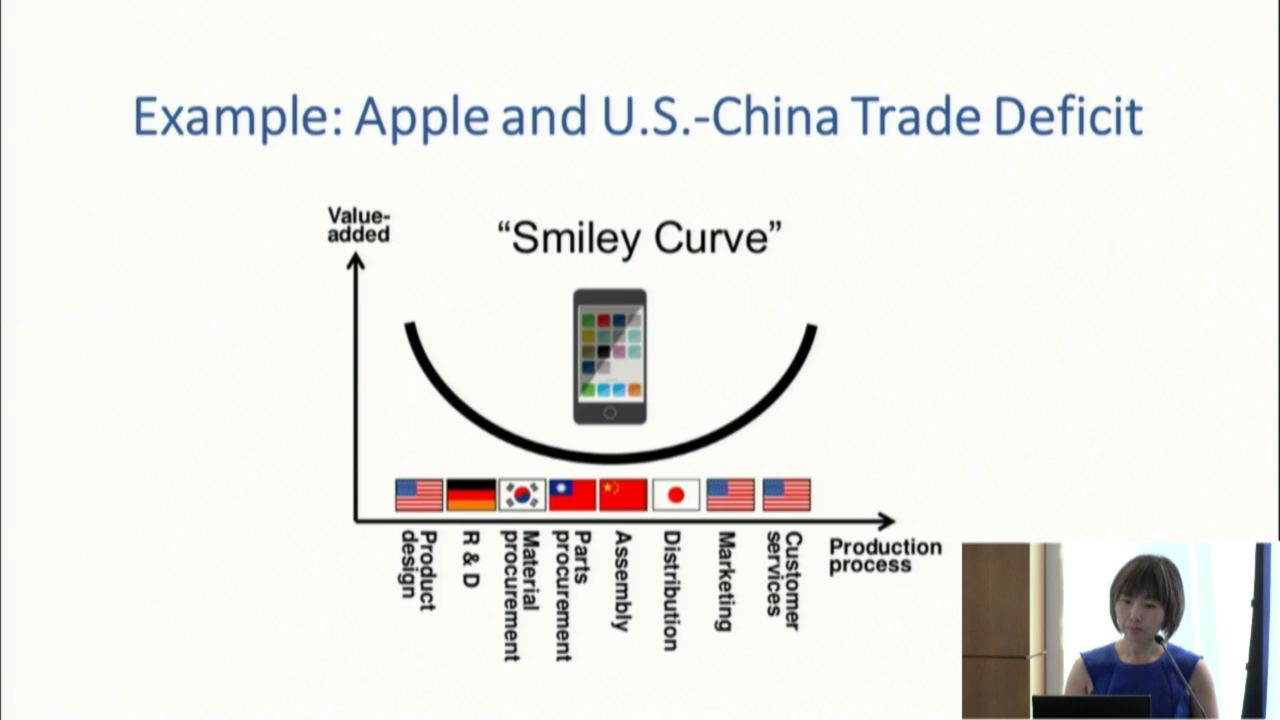 Example: Apple and U.S.-China Trade Deficit
Value-
added
“Smiley Curve”
Product
design
R & D
Material
procurement
Parts
procurement
Assembly
Distribution
Marketing
Customer
services
Production
process